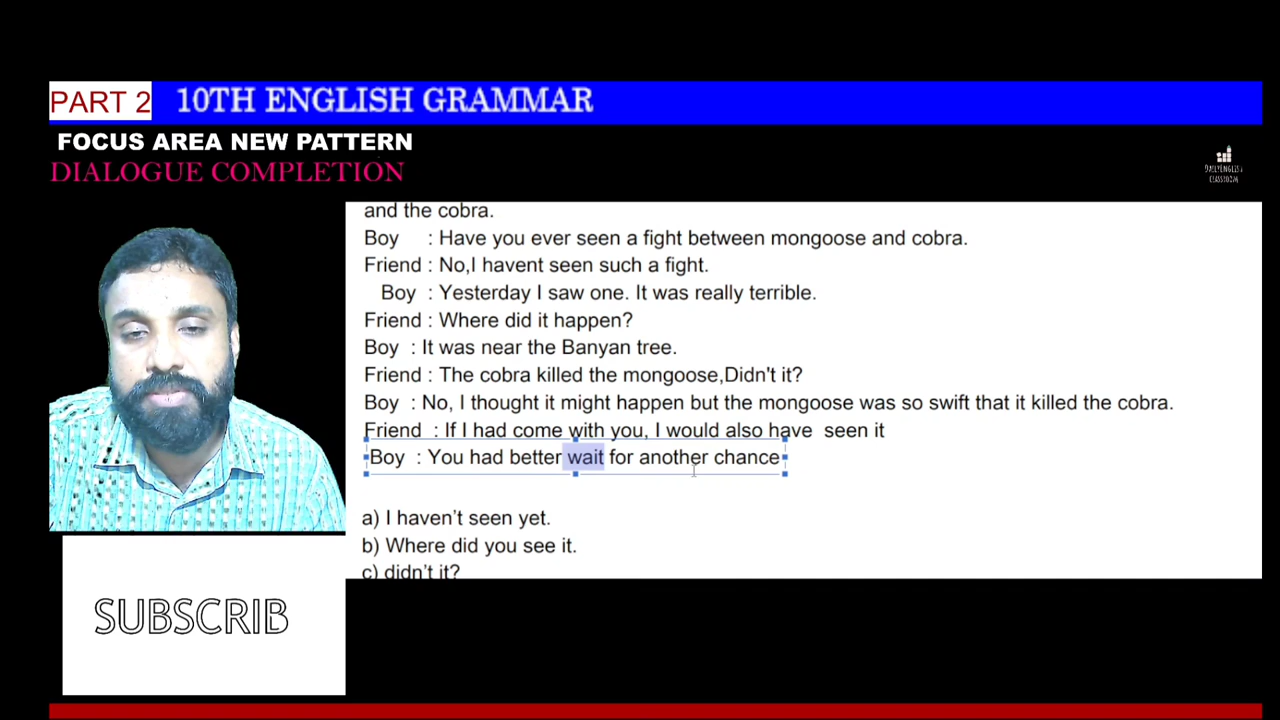 PART 2 10TH ENGLISH GRAMMAR
FOCUS AREA NEW PATTERN
DIALOGUE COMPLETION
DAILYENGLISH
CLASSROOM
and the cobra.
Boy : Have you ever seen a fight between mongoose and cobra.
Friend : No,I havent seen such a fight.
Boy : Yesterday I saw one. It was really terrible.
Friend : Where did it happen?
Boy : It was near the Banyan tree.
Friend : The cobra killed the mongoose,Didn't it?
Boy : No, I thought it might happen but the mongoose was so swift that it killed the cobra.
Friend : If I had come with you, I would also have seen it
Boy : You had better wait for another chance
a) I haven’t seen yet.
b) Where did you see it.
c) didn’t it?
SUBSCRIB